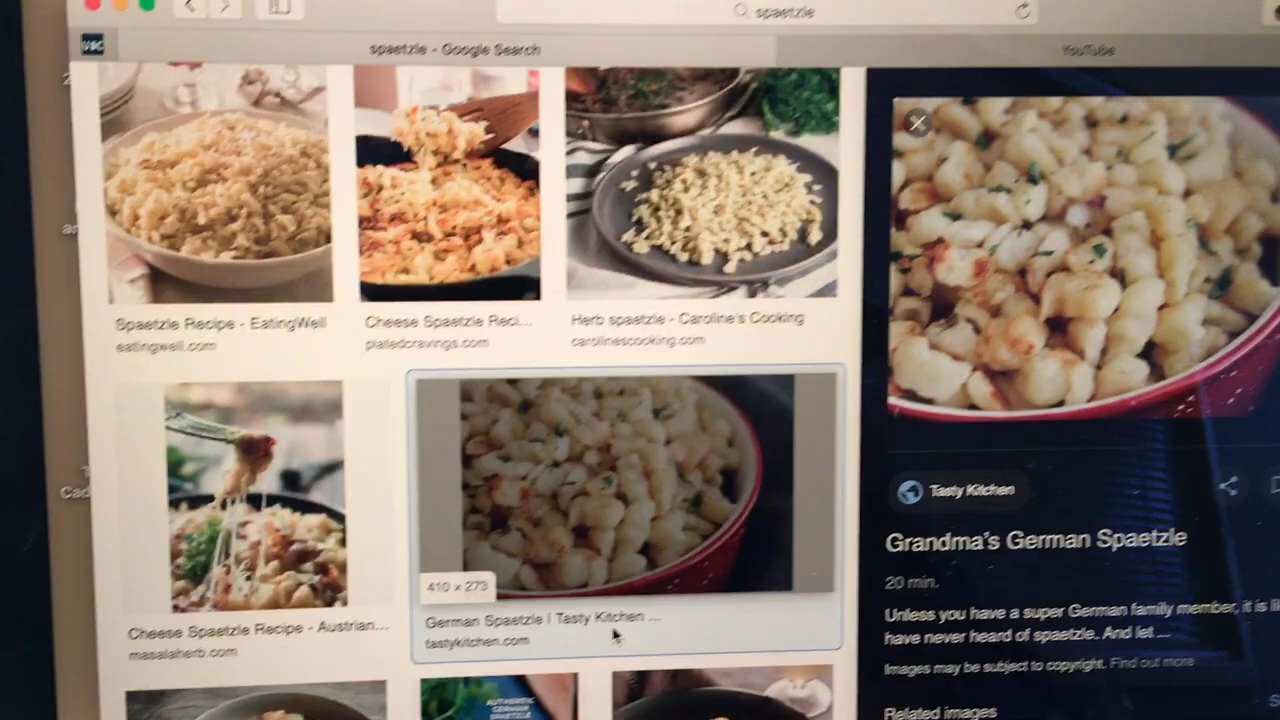 spaetzle
spaetzle - Google Search
YouTube
Spaetzle Recipe - EatingWell
eatingwell.com
Cheese Spaetzle Reci...
platedcravings.com
Herb spaetzle - Caroline's Cooking
carolinescooking.com
Cheese Spaetzle Recipe - Austrian...
masalaherb.com
410 x 273
German Spaetzle | Tasty Kitchen ...
tastykitchen.com
AUTHENTIC
GERMAN
SPAETZLE
Tasty Kitchen
Grandma's German Spaetzle
20 min.
Unless you have a super German family member, it is
have never heard of spaetzle. And let ...
Images may be subject to copyright. Find out more
Related images